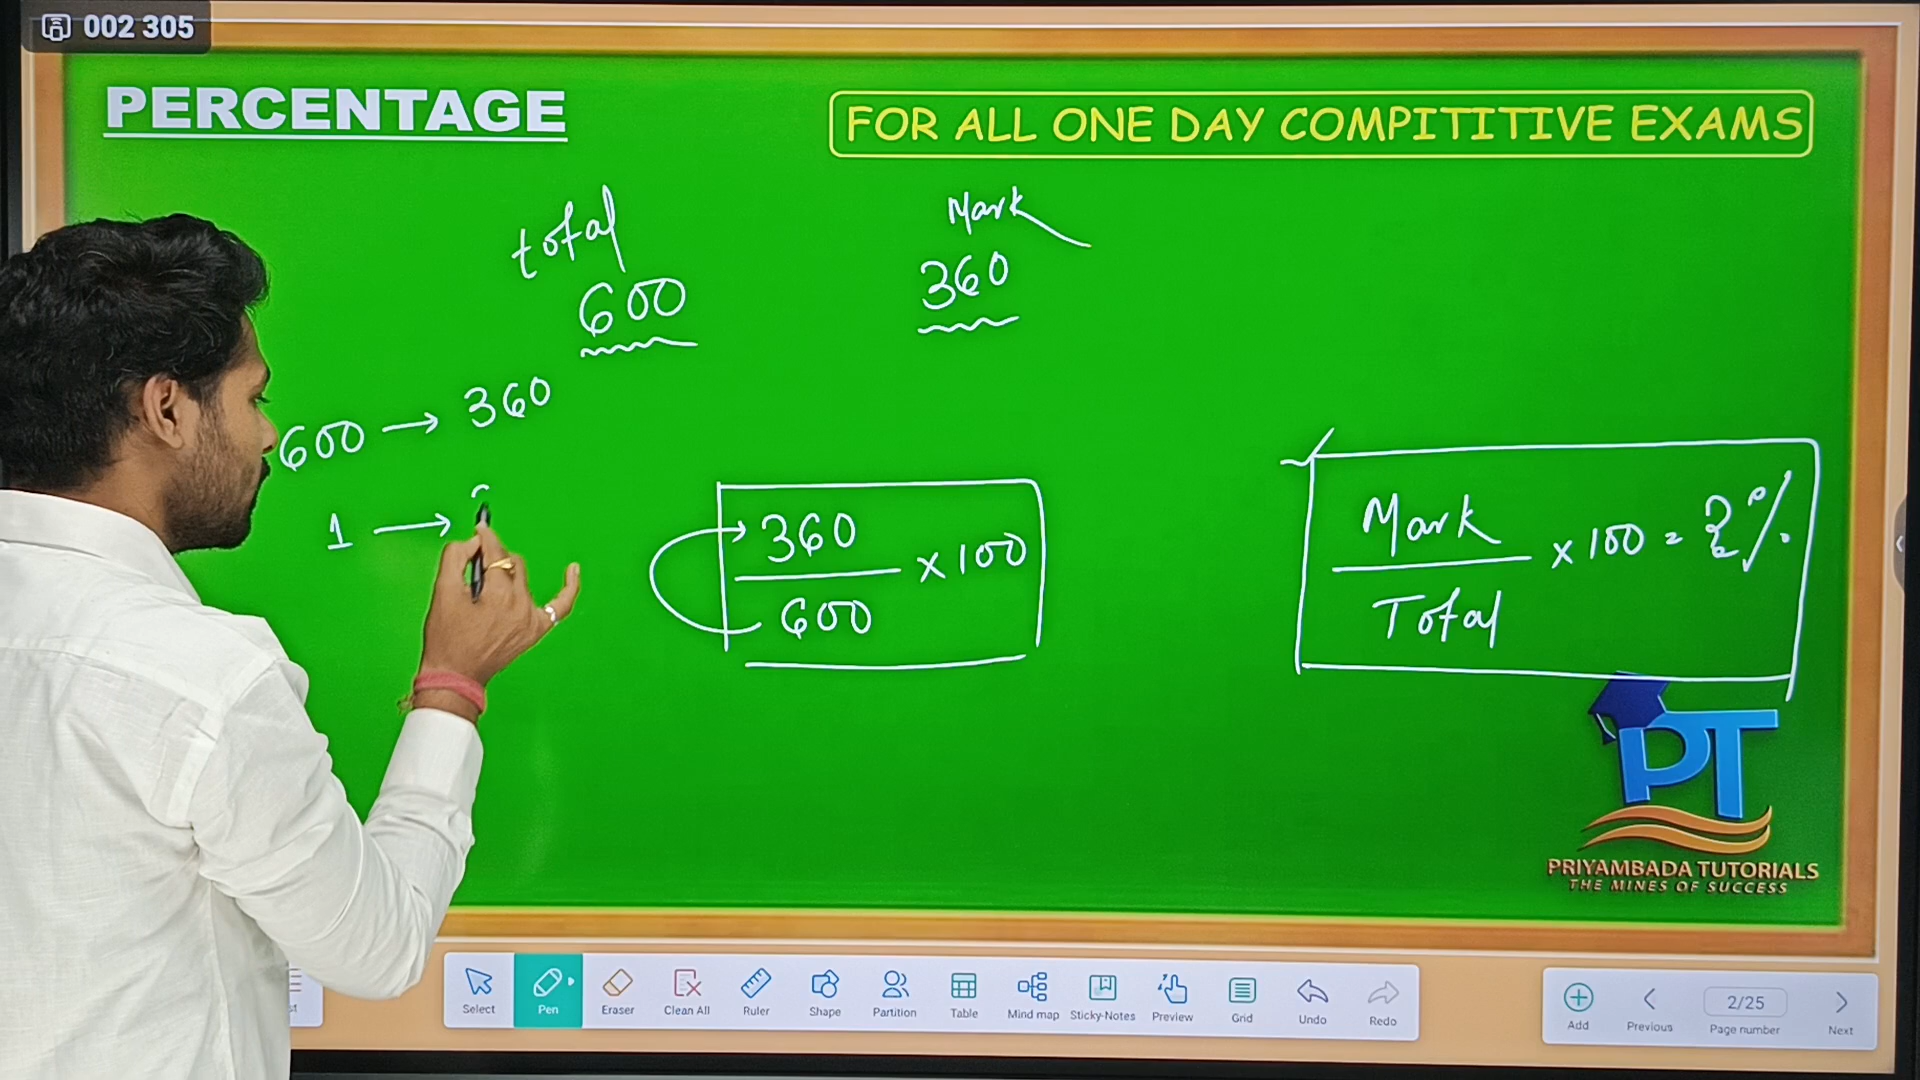 002 305
PERCENTAGE
FOR ALL ONE DAY COMPITITIVE EXAMS
total
600
Mark
360
600 → 360
1 →
360
600
× 100
Mark
Total
× 100 = ? %
PT
PRIYAMBADA TUTORIALS
THE MINES OF SUCCESS
Select
Pen
Eraser
Clean All
Ruler
Shape
Partition
Table
Mind map
Sticky-Notes
Preview
Grid
Undo
Redo
Add
Previous
2/25
Page number
Next